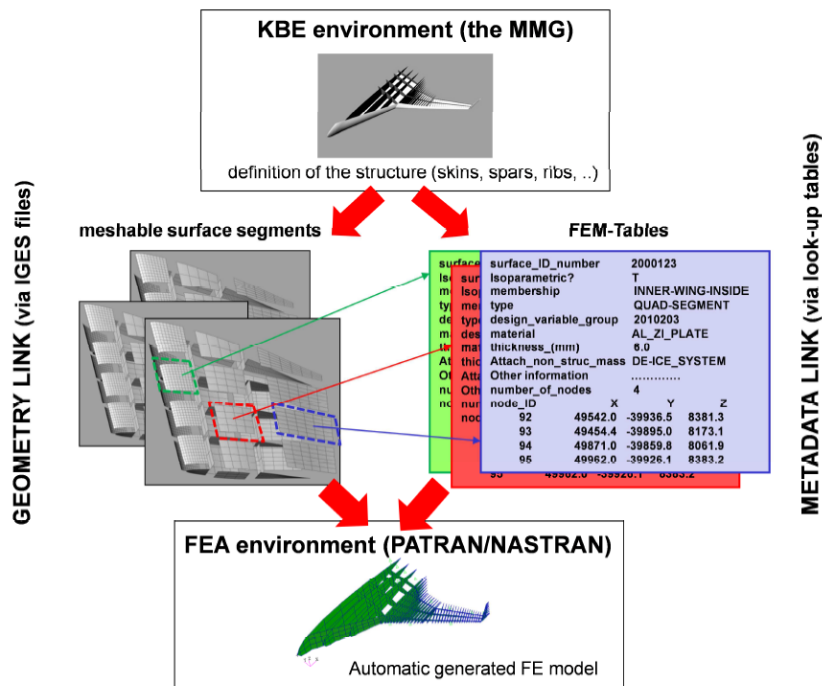 KBE environment (the MMG)
definition of the structure (skins, spars, ribs, ..)
GEOMETRY LINK (via IGES files)
meshable surface segments
FEM-Tables
surface_ID_number 2000123
Isoparametric? T
membership INNER-WING-INSIDE
type QUAD-SEGMENT
design_variable_group 2010203
material AL_ZI_PLATE
thickness_(mm) 6.0
Attach_non_struc_mass DE-ICE_SYSTEM
Other information .............
number_of_nodes 4
node_ID X Y Z
92 49542.0 -39936.5 8381.3
93 49454.4 -39895.0 8173.1
94 49871.0 -39859.8 8061.9
95 49962.0 -39926.1 8383.2
METADATA LINK (via look-up tables)
FEA environment (PATRAN/NASTRAN)
Automatic generated FE model